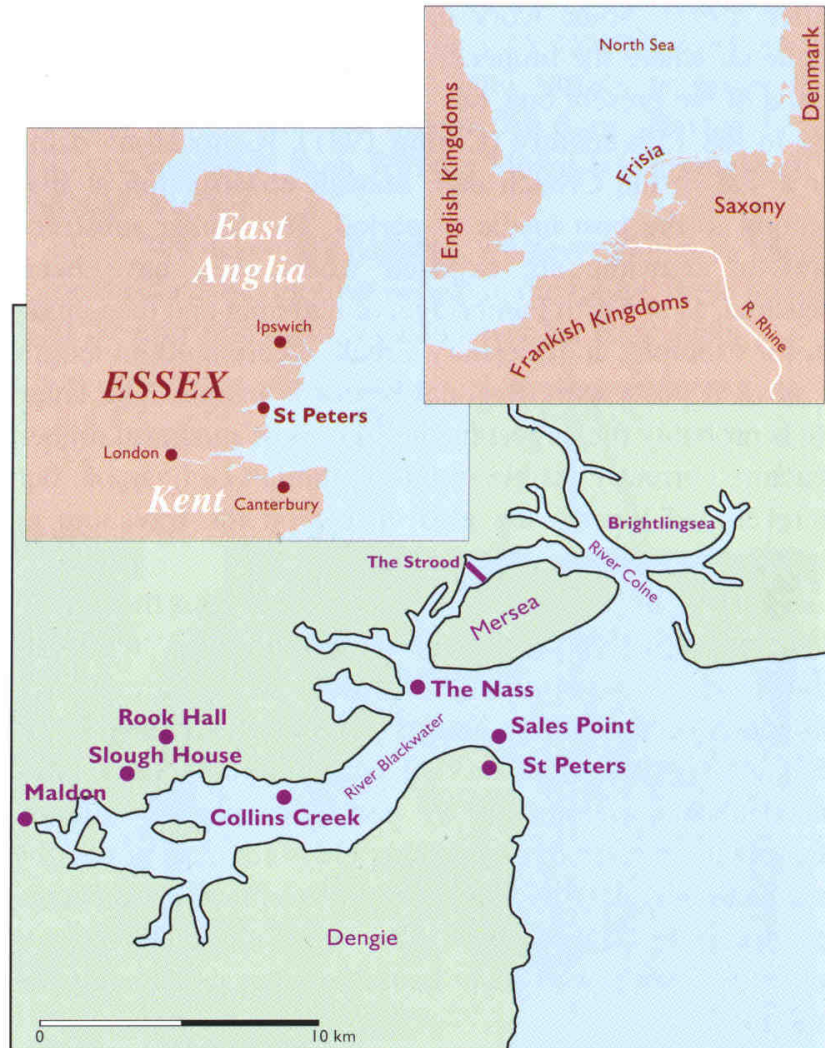 North Sea
Denmark
English Kingdoms
Frisia
Saxony
Frankish Kingdoms
R. Rhine
East
Anglia
Ipswich
ESSEX
St Peters
London
Kent
Canterbury
Brightlingsea
The Strood
River Colne
Mersea
The Nass
Rook Hall
Sales Point
Slough House
River Blackwater
St Peters
Maldon
Collins Creek
Dengie
0
10 km